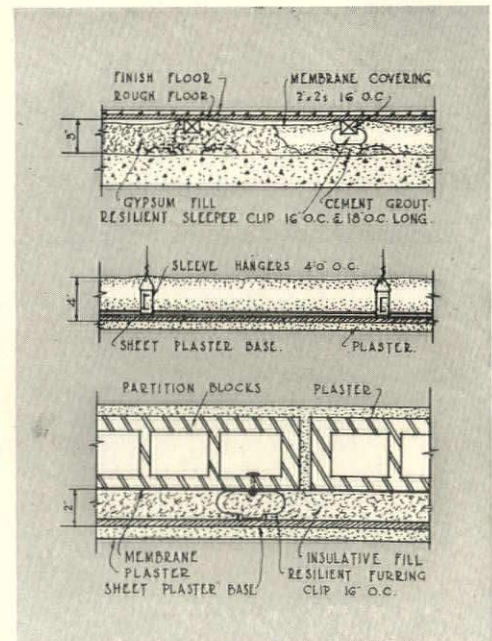 FINISH FLOOR
ROUGH FLOOR
MEMBRANE COVERING
2"x2"s 16" O.C.
3"
GYPSUM FILL
CEMENT GROUT.
RESILIENT SLEEPER CLIP 16" O.C. & 18" O.C. LONG.
SLEEVE HANGERS 4'0" O.C.
4"
SHEET PLASTER BASE.
PLASTER.
PARTITION BLOCKS
PLASTER
2"
MEMBRANE
PLASTER
SHEET PLASTER BASE
INSULATIVE FILL
RESILIENT FURRING
CLIP 16" O.C.